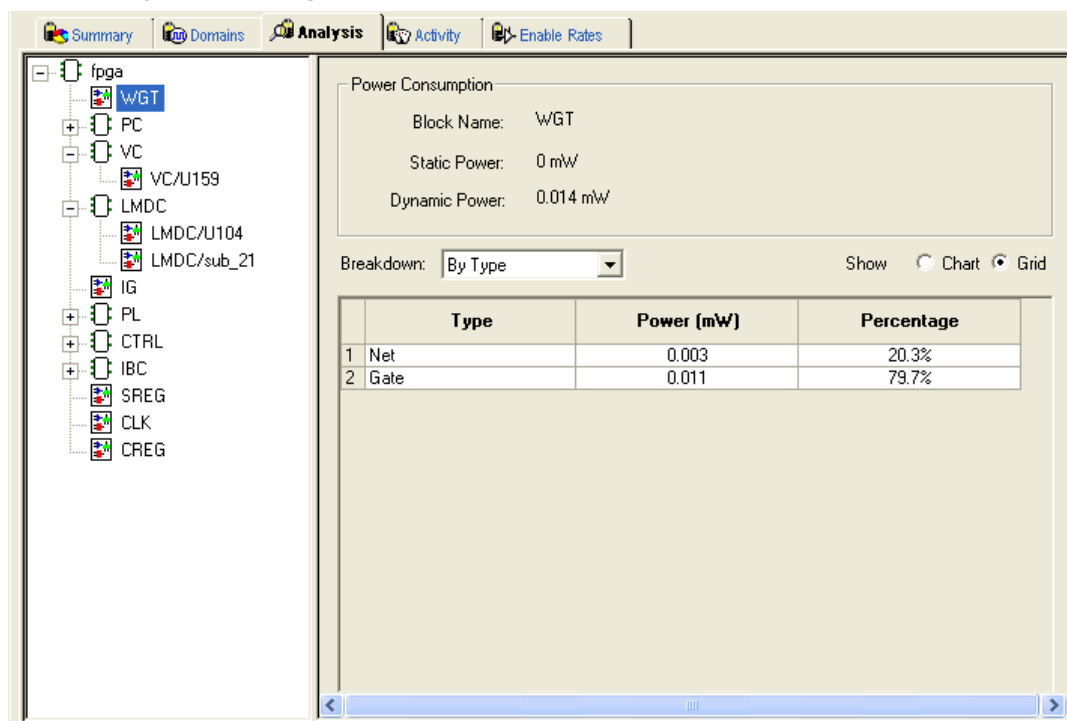 Summary Domains Analysis Activity Enable Rates
fpga
WGT
PC
VC
VC/U159
LMDC
LMDC/U104
LMDC/sub_21
IG
PL
CTRL
IBC
SREG
CLK
CREG
Power Consumption
Block Name: WGT
Static Power: 0 mW
Dynamic Power: 0.014 mW
Breakdown: By Type Show Chart Grid
Type Power (mW) Percentage
1 Net 0.003 20.3%
2 Gate 0.011 79.7%